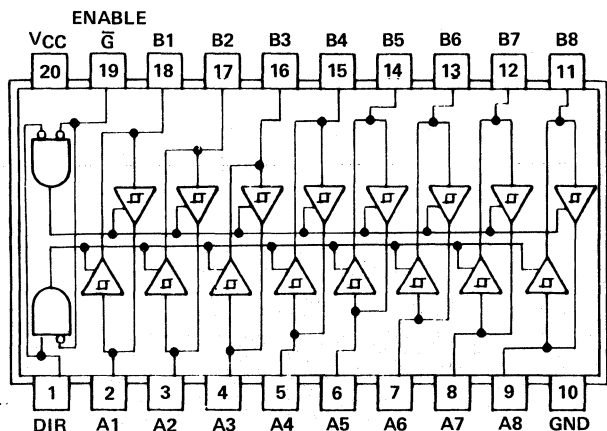 ENABLE
VCC G̅ B1 B2 B3 B4 B5 B6 B7 B8
20 19 18 17 16 15 14 13 12 11
1 2 3 4 5 6 7 8 9 10
DIR A1 A2 A3 A4 A5 A6 A7 A8 GND